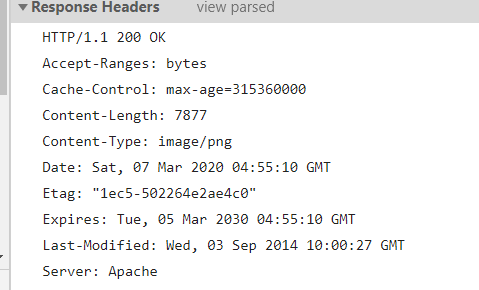 Response Headers view parsed
HTTP/1.1 200 OK
Accept-Ranges: bytes
Cache-Control: max-age=315360000
Content-Length: 7877
Content-Type: image/png
Date: Sat, 07 Mar 2020 04:55:10 GMT
Etag: "1ec5-502264e2ae4c0"
Expires: Tue, 05 Mar 2030 04:55:10 GMT
Last-Modified: Wed, 03 Sep 2014 10:00:27 GMT
Server: Apache